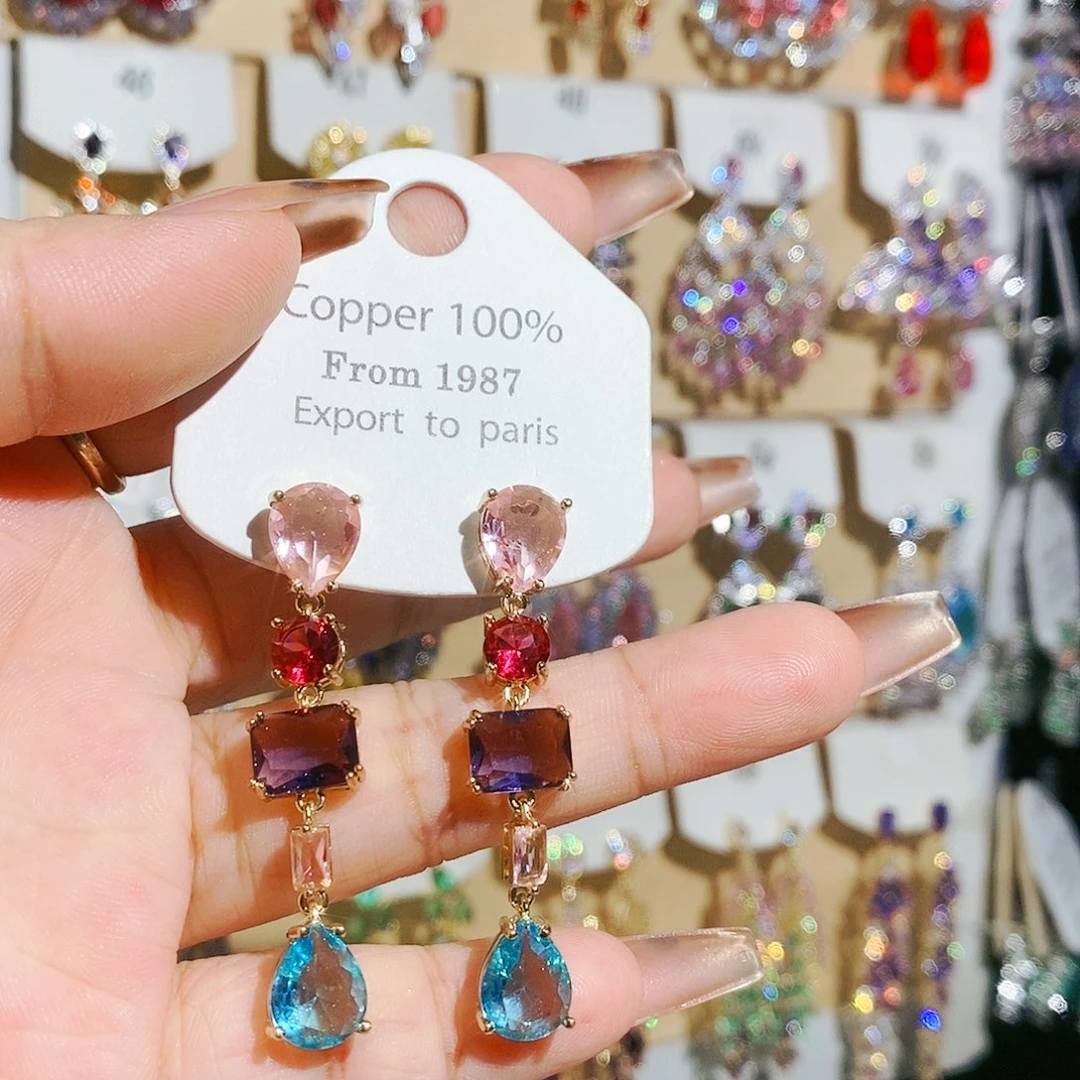 Copper 100%
From 1987
Export to paris